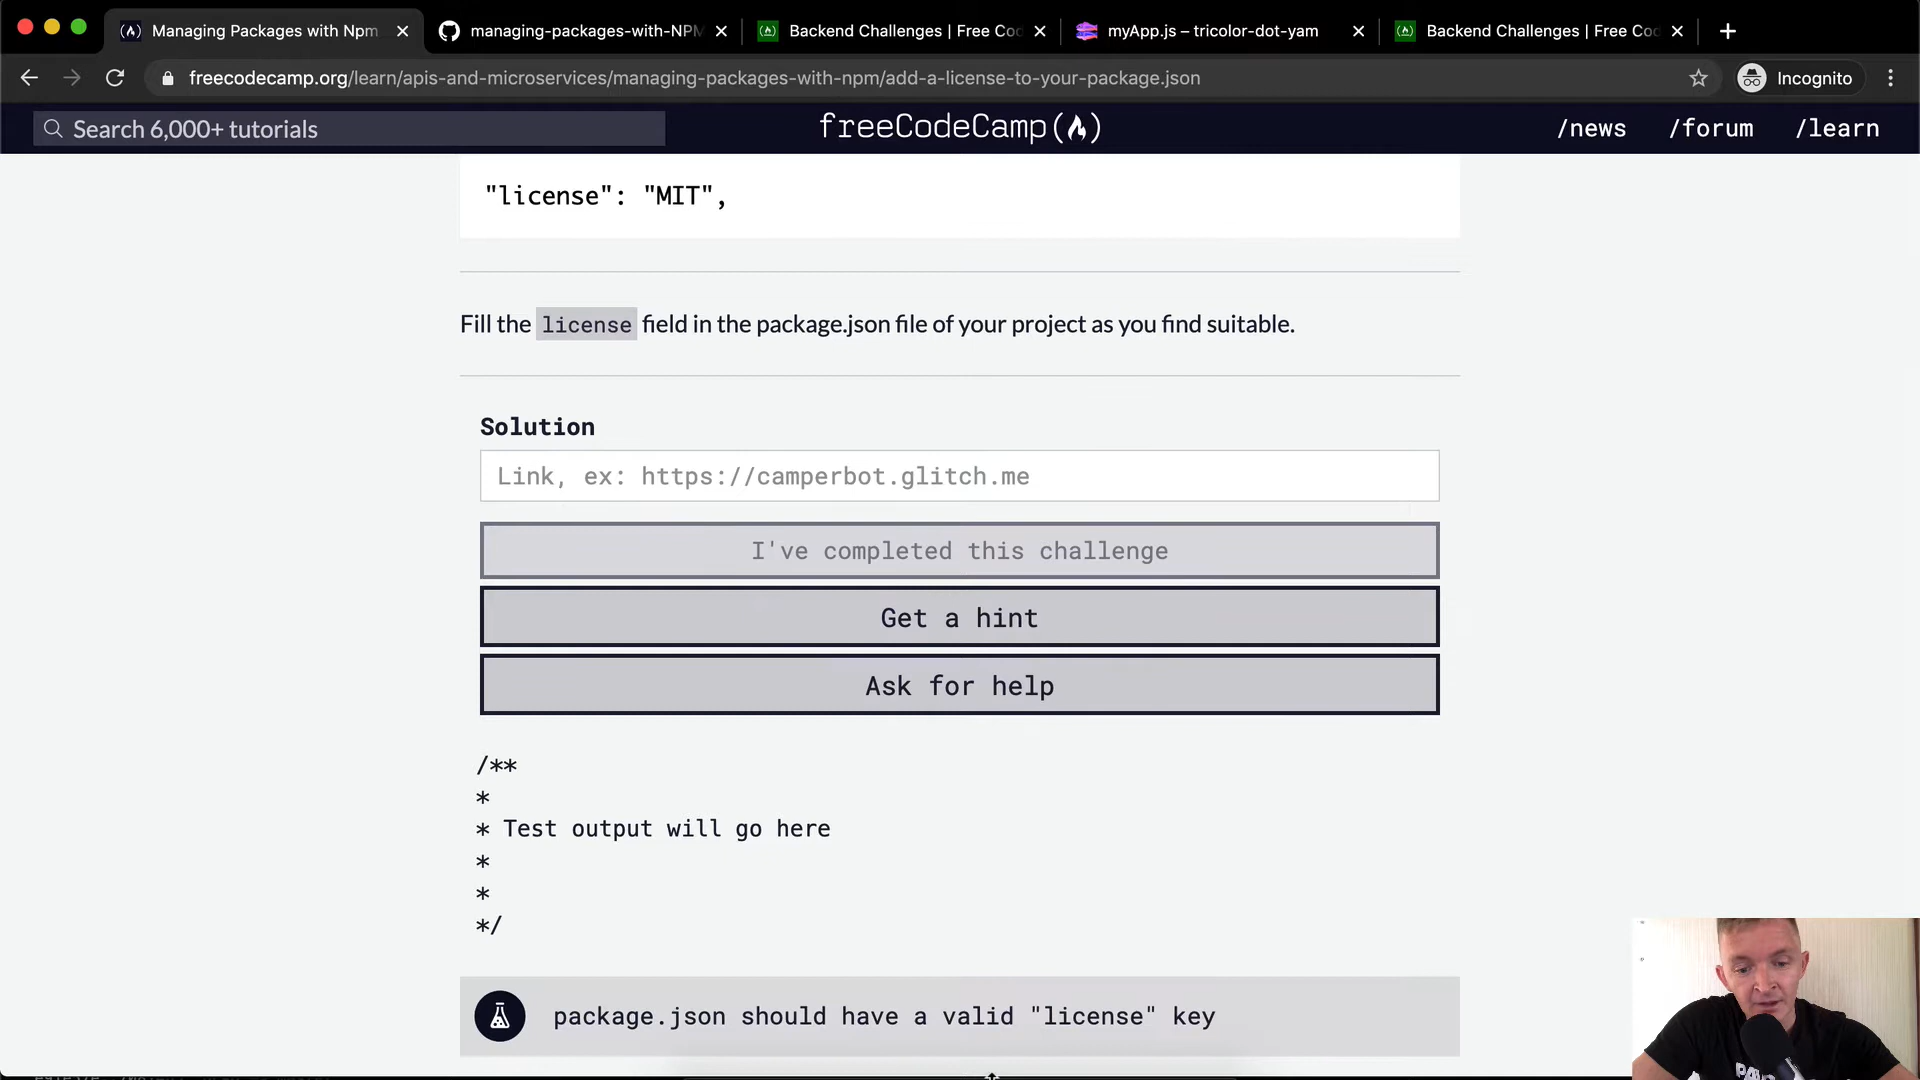 Managing Packages with Npm
managing-packages-with-NPM
Backend Challenges | Free Co
myApp.js – tricolor-dot-yam
Backend Challenges | Free Co
freecodecamp.org/learn/apis-and-microservices/managing-packages-with-npm/add-a-license-to-your-package.json
Incognito
Search 6,000+ tutorials
freeCodeCamp(🔥)
/news
/forum
/learn
"license": "MIT",
Fill the license field in the package.json file of your project as you find suitable.
Solution
Link, ex: https://camperbot.glitch.me
I've completed this challenge
Get a hint
Ask for help
/**
*
* Test output will go here
*
*
*/
package.json should have a valid "license" key